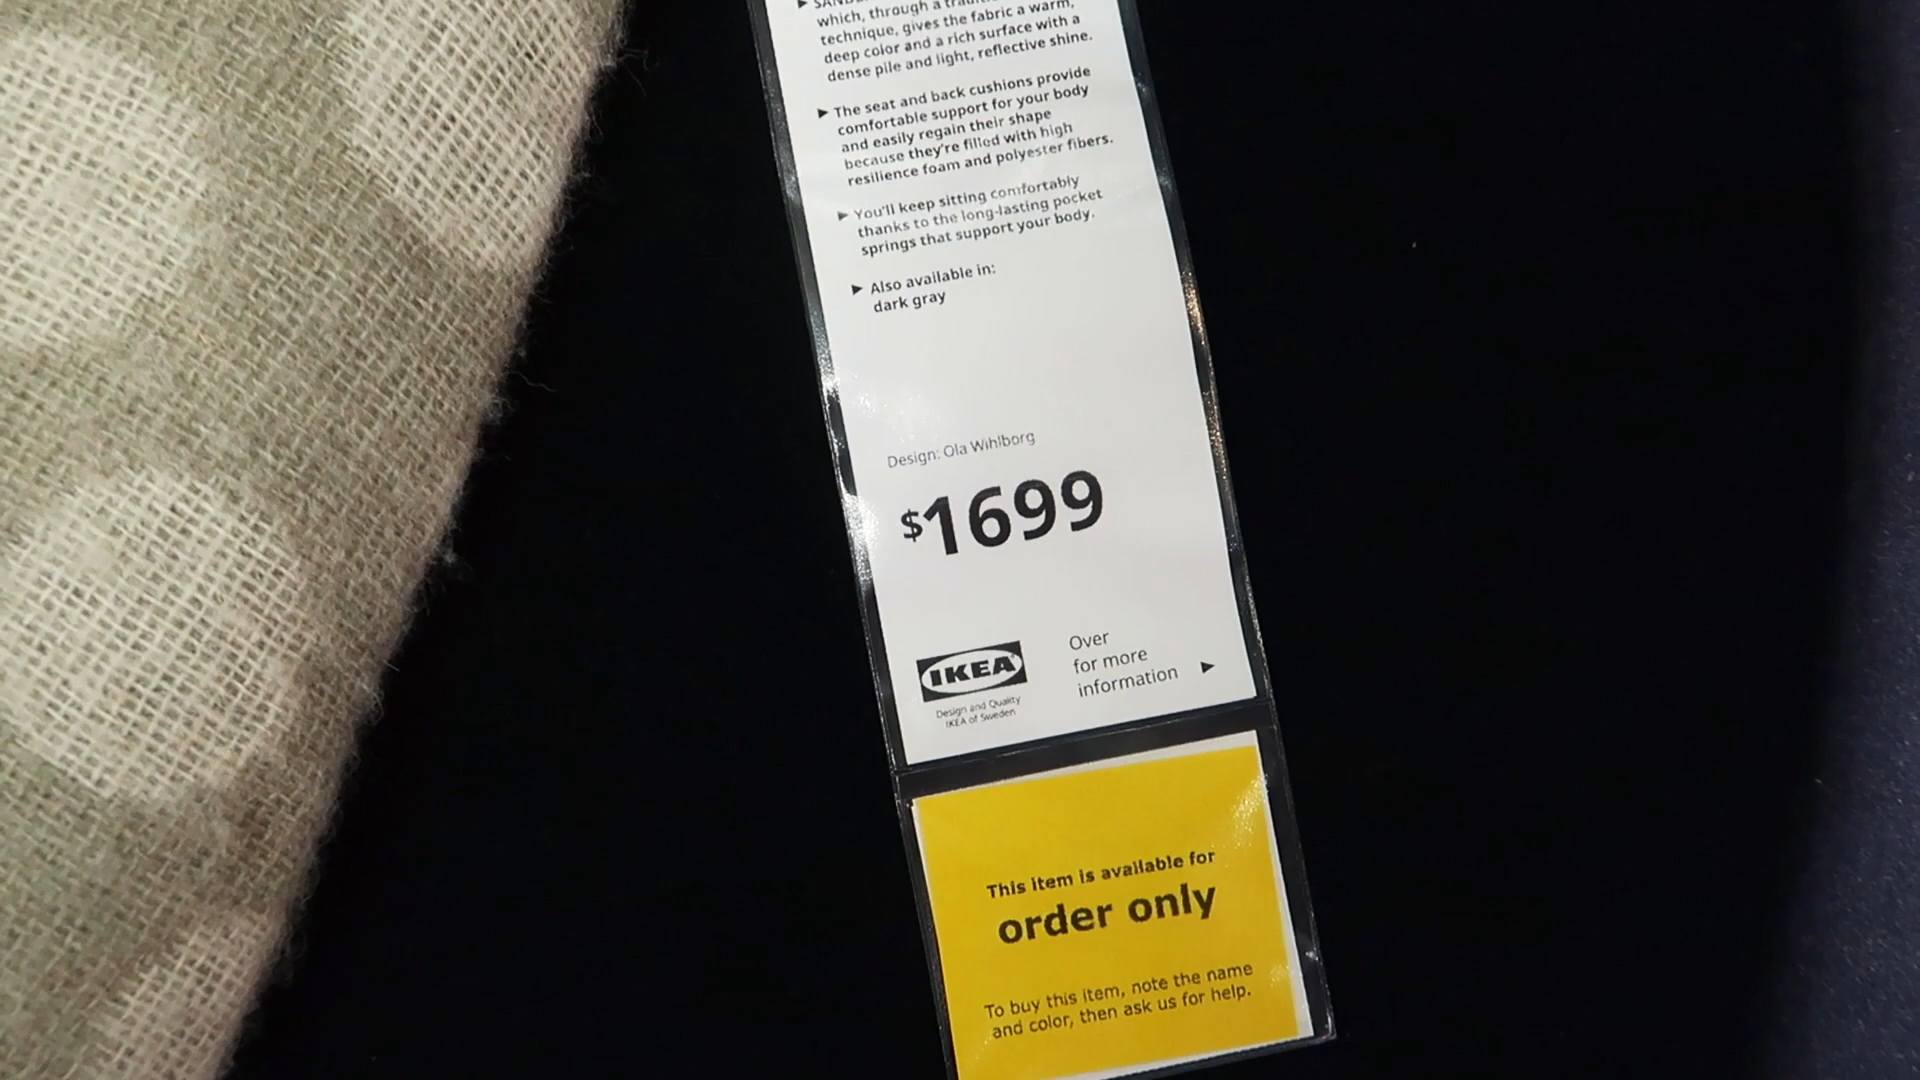 which, through a
technique, gives the fabric a warm,
deep color and a rich surface with a
dense pile and light, reflective shine.
► The seat and back cushions provide
comfortable support for your body
and easily regain their shape
because they're filled with high
resilience foam and polyester fibers.
► You'll keep sitting comfortably
thanks to the long-lasting pocket
springs that support your body.
► Also available in:
dark gray
Design: Ola Wihlborg
$1699
IKEA
Design and Quality
IKEA of Sweden
Over
for more
information ►
This item is available for
order only
To buy this item, note the name
and color, then ask us for help.